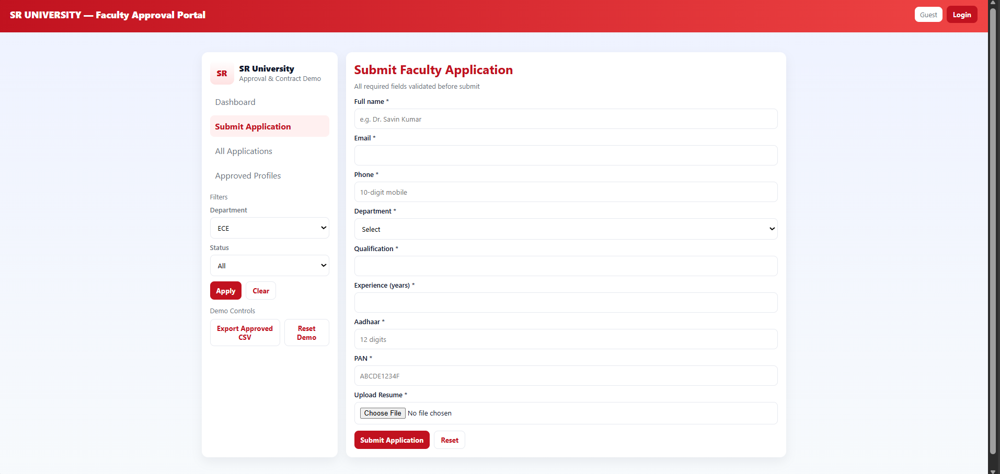 SR UNIVERSITY — Faculty Approval Portal
Guest
Login
SR
SR University
Approval & Contract Demo
Dashboard
Submit Application
All Applications
Approved Profiles
Filters
Department
ECE
Status
All
Apply
Clear
Demo Controls
Export Approved
CSV
Reset
Demo
Submit Faculty Application
All required fields validated before submit
Full name *
e.g. Dr. Savin Kumar
Email *
Phone *
10-digit mobile
Department *
Select
Qualification *
Experience (years) *
Aadhaar *
12 digits
PAN *
ABCDE1234F
Upload Resume *
Choose File No file chosen
Submit Application
Reset